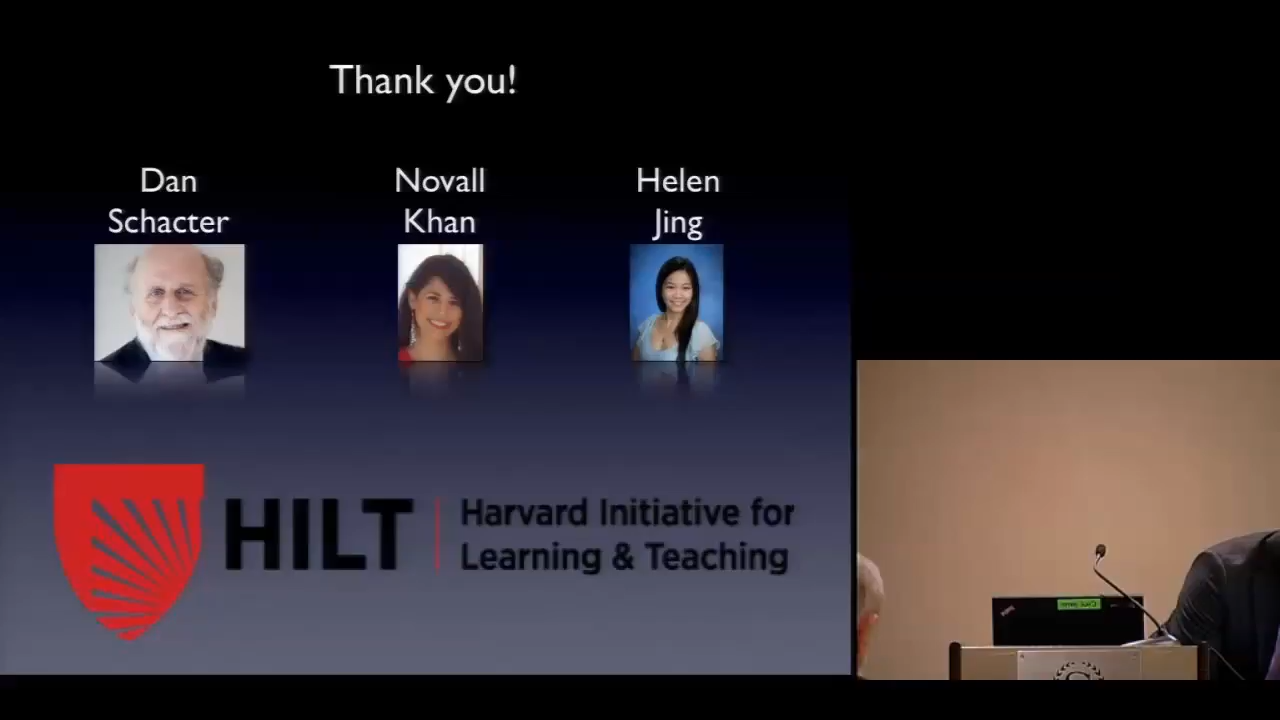 Thank you!
Dan
Schacter
Novall
Khan
Helen
Jing
HILT
Harvard Initiative for
Learning & Teaching